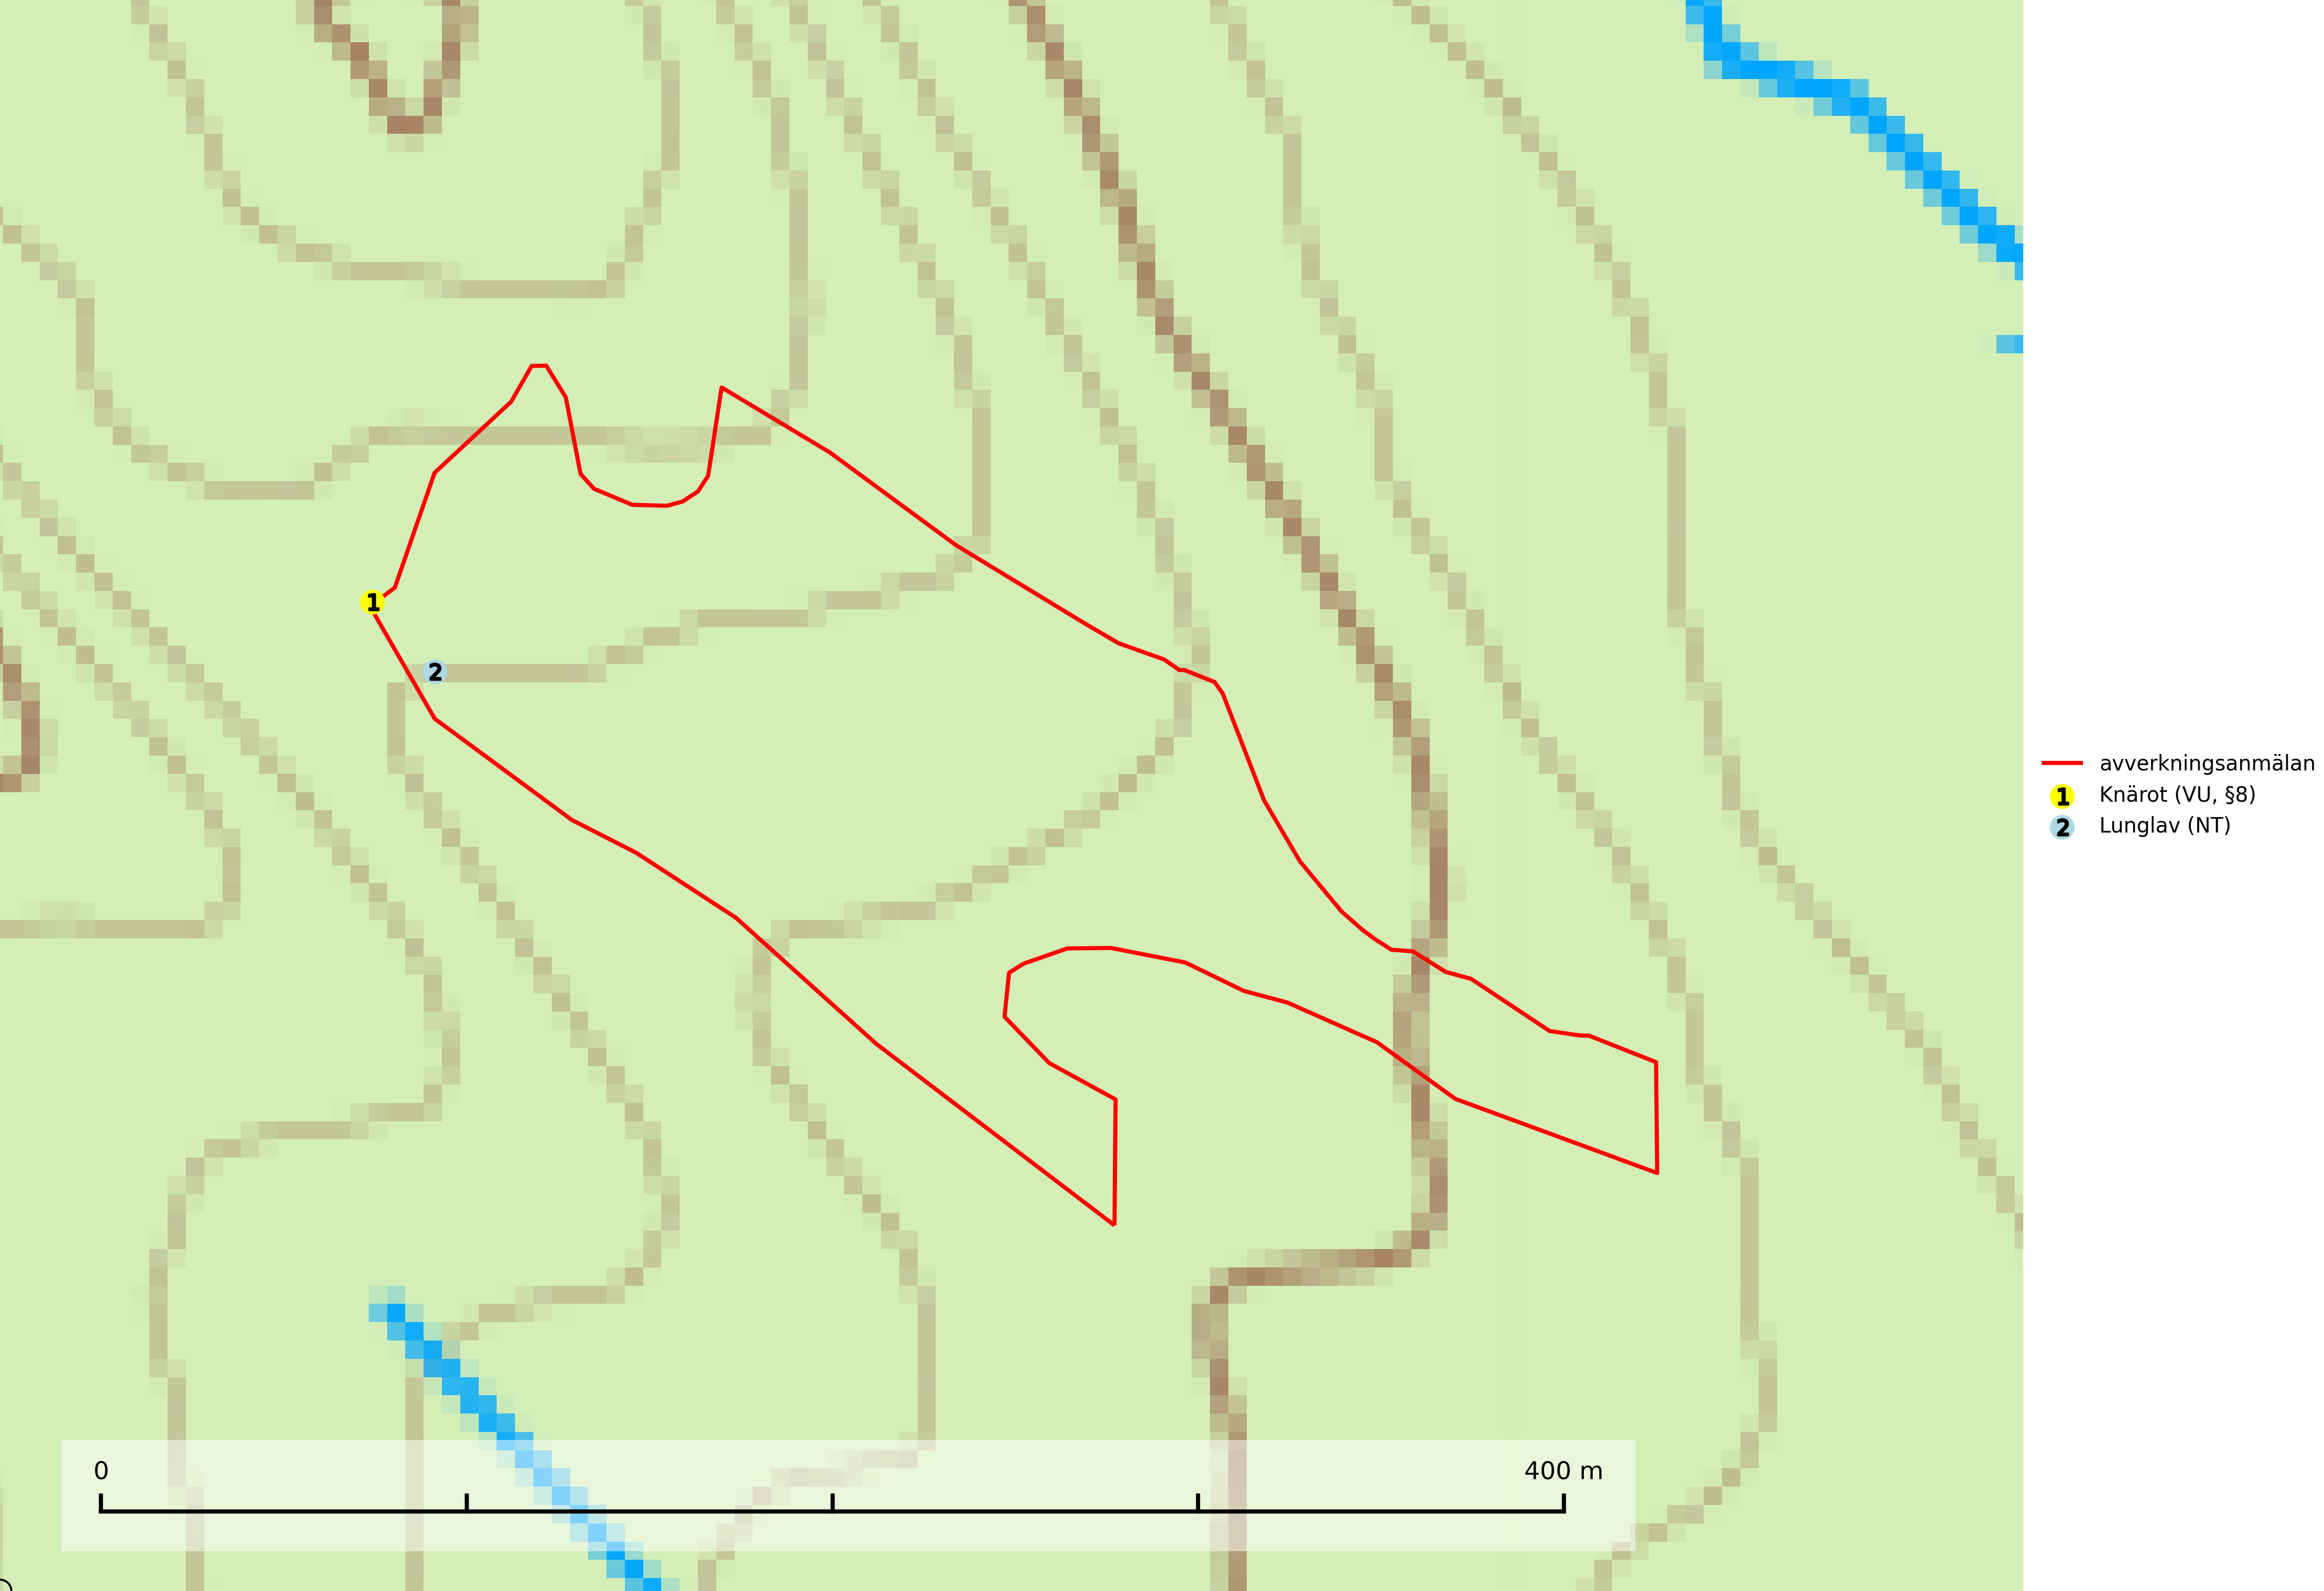 1
2
avverkningsanmälan
1 Knärot (VU, §8)
2 Lunglav (NT)
0 400 m